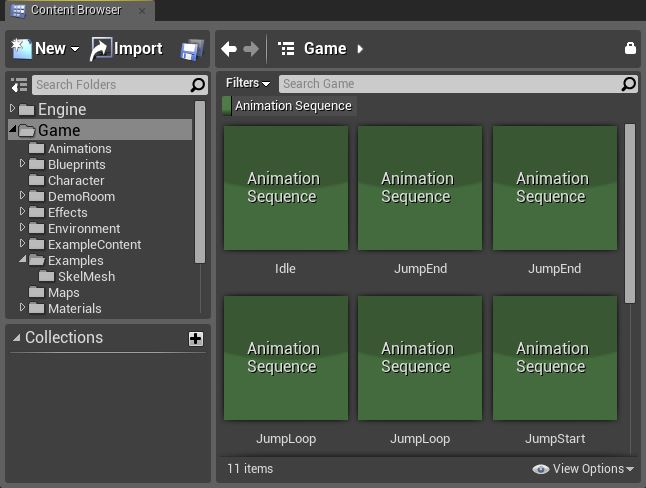 Content Browser
New Import Game
Search Folders
Filters Search Game
Animation Sequence
Engine
Game
Animations
Blueprints
Character
DemoRoom
Effects
Environment
ExampleContent
Examples
SkelMesh
Maps
Materials
Collections
Animation
Sequence
Idle
Animation
Sequence
JumpEnd
Animation
Sequence
JumpEnd
Animation
Sequence
JumpLoop
Animation
Sequence
JumpLoop
Animation
Sequence
JumpStart
11 items
View Options